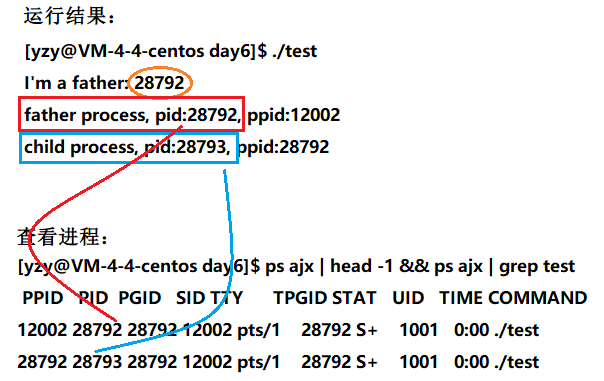 运行结果：
[yzy@VM-4-4-centos day6]$ ./test
I'm a father: 28792
father process, pid:28792, ppid:12002
child process, pid:28793, ppid:28792
查看进程：
[yzy@VM-4-4-centos day6]$ ps ajx | head -1 && ps ajx | grep test
PPID PID PGID SID TTY TPGID STAT UID TIME COMMAND
12002 28792 28792 12002 pts/1 28792 S+ 1001 0:00 ./test
28792 28793 28792 12002 pts/1 28792 S+ 1001 0:00 ./test